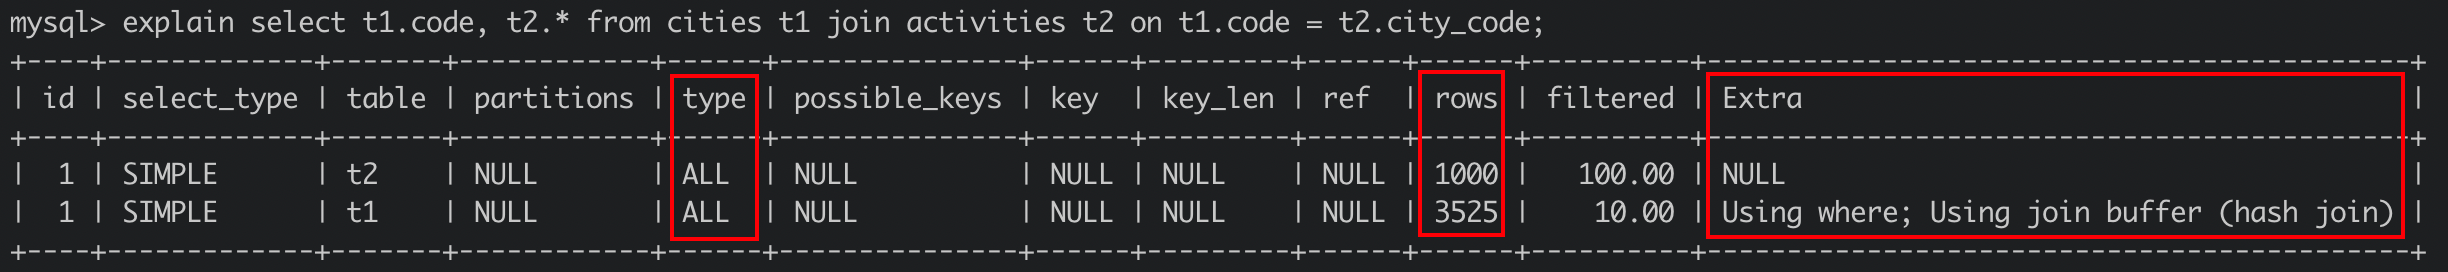 mysql> explain select t1.code, t2.* from cities t1 join activities t2 on t1.code = t2.city_code;
+----+-------------+-------+------------+------+---------------+------+---------+------+------+----------+--------------------------------------------+
| id | select_type | table | partitions | type | possible_keys | key | key_len | ref | rows | filtered | Extra |
+----+-------------+-------+------------+------+---------------+------+---------+------+------+----------+--------------------------------------------+
| 1 | SIMPLE | t2 | NULL | ALL | NULL | NULL | NULL | NULL | 1000 | 100.00 | NULL |
| 1 | SIMPLE | t1 | NULL | ALL | NULL | NULL | NULL | NULL | 3525 | 10.00 | Using where; Using join buffer (hash join) |
+----+-------------+-------+------------+------+---------------+------+---------+------+------+----------+--------------------------------------------+